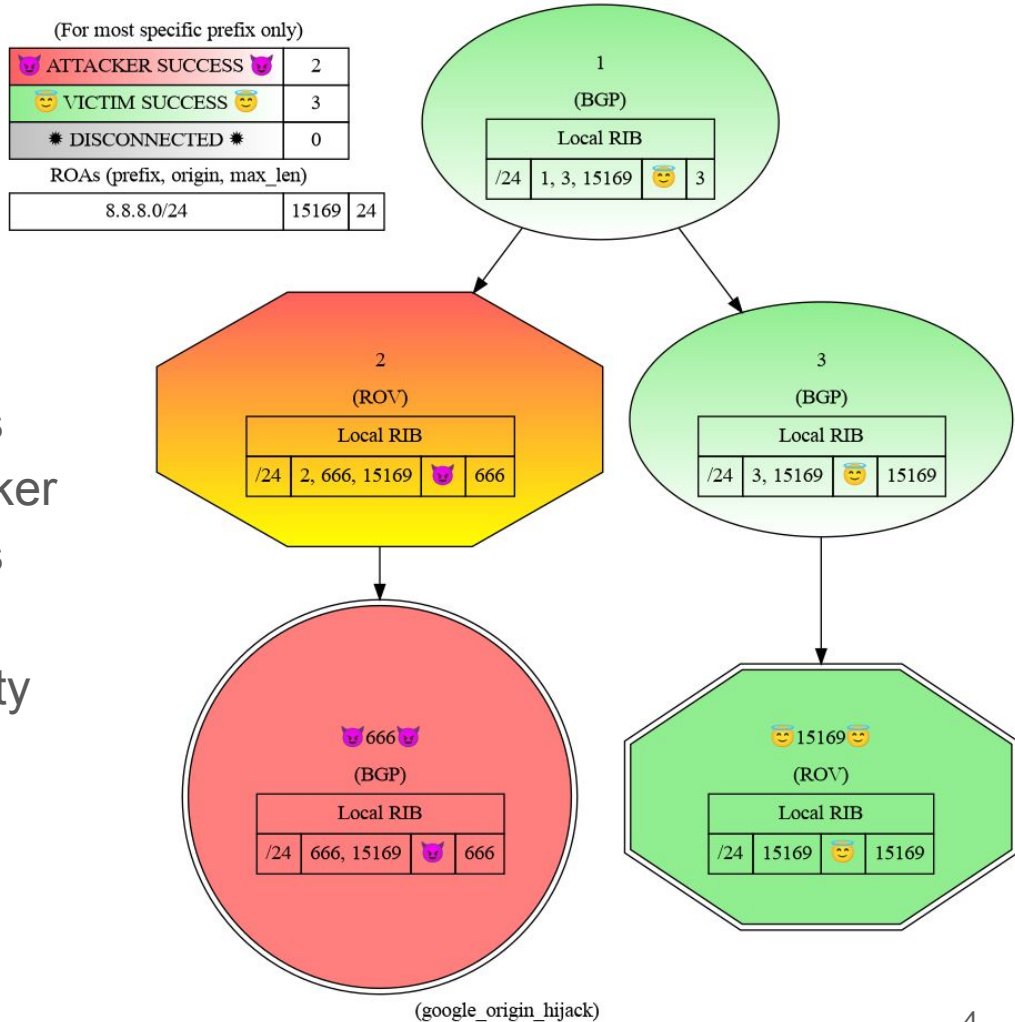 (For most specific prefix only)
😈 ATTACKER SUCCESS 😈 2
😇 VICTIM SUCCESS 😇 3
✹ DISCONNECTED ✹ 0
ROAs (prefix, origin, max_len)
8.8.8.0/24 15169 24
1
(BGP)
Local RIB
/24 1, 3, 15169 😇 3
2
(ROV)
Local RIB
/24 2, 666, 15169 😈 666
3
(BGP)
Local RIB
/24 3, 15169 😇 15169
s
ker
s
ty
😈666😈
(BGP)
Local RIB
/24 666, 15169 😈 666
😇15169😇
(ROV)
Local RIB
/24 15169 😇 15169
(google_origin_hijack)
4